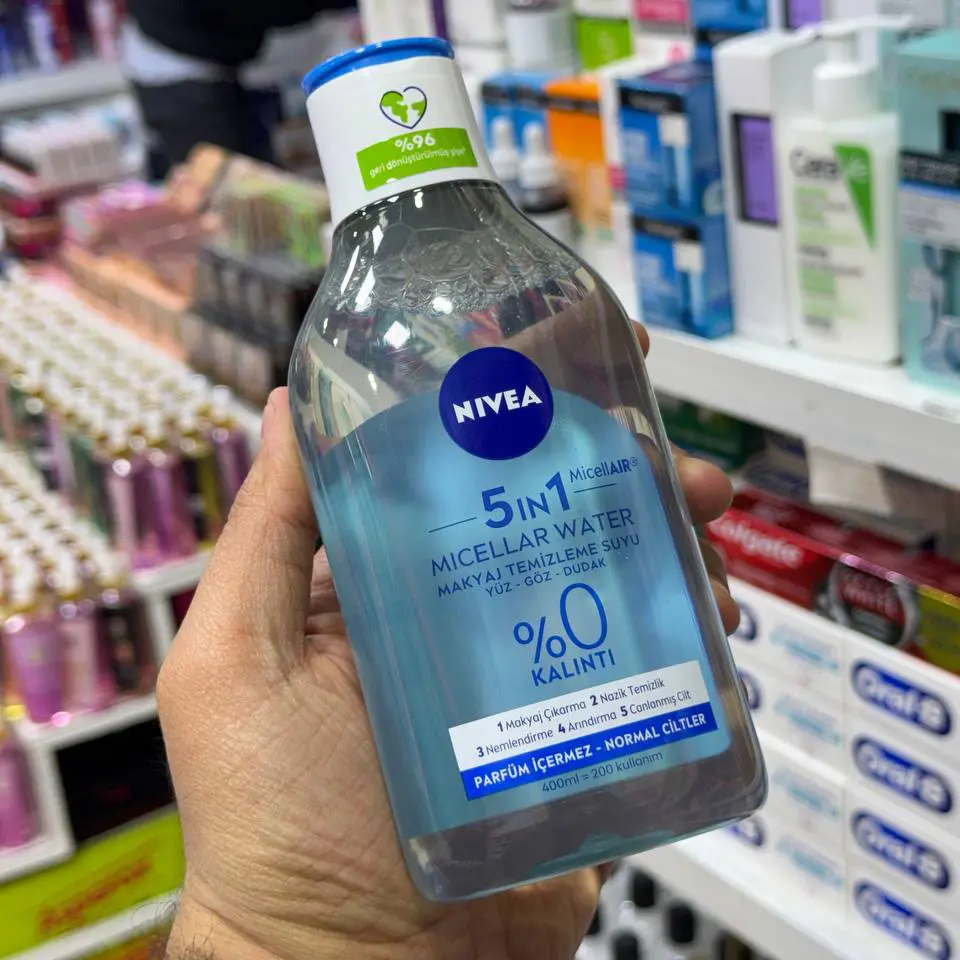 %96
geri dönüştürülmüş şişe*
NIVEA
5IN1 MicellAIR®
MICELLAR WATER
MAKYAJ TEMİZLEME SUYU
YÜZ - GÖZ - DUDAK
%0
KALINTI
1 Makyaj Çıkarma 2 Nazik Temizlik
3 Nemlendirme 4 Arındırma 5 Canlanmış Cilt
PARFÜM İÇERMEZ - NORMAL CİLTLER
400ml = 200 kullanım
CeraVe
Colgate
Oral-B
Oral-B
Oral-B
Oral-B